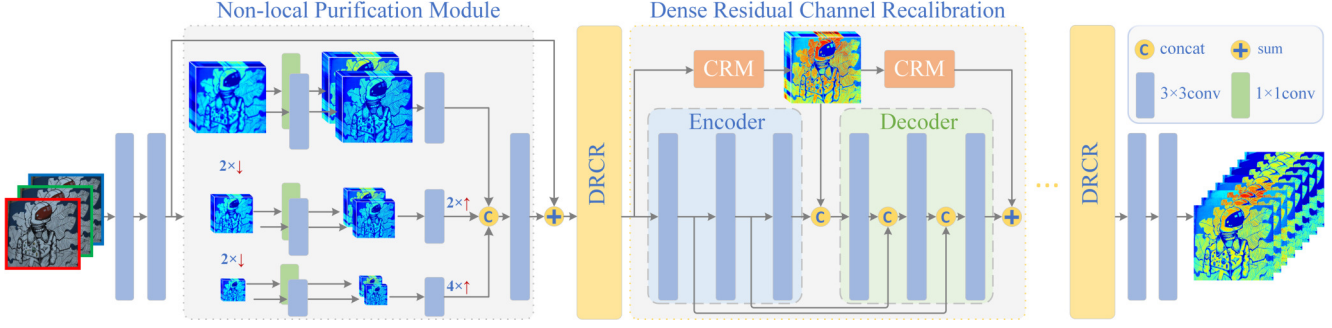 Non-local Purification Module
Dense Residual Channel Recalibration
2×↓
2×↓
2×↑
4×↑
C
DRCR
CRM
CRM
Encoder
Decoder
C
C
C
...
DRCR
C concat
sum
3×3conv
1×1conv